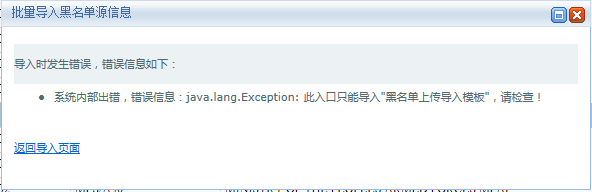 批量导入黑名单源信息
导入时发生错误，错误信息如下：
系统内部出错，错误信息：java.lang.Exception: 此入口只能导入"黑名单上传导入模板"，请检查！
返回导入页面